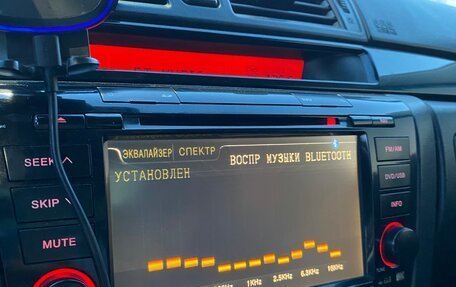 ЭКВАЛАЙЗЕР СПЕКТР
ВОСПР МУЗЫКИ BLUETOOTH
УСТАНОВЛЕН
SEEK
SKIP
MUTE
FM/AM
DVD/USB
INFO
TUNE
1KHz 2.5KHz 6.3KHz 16KHz